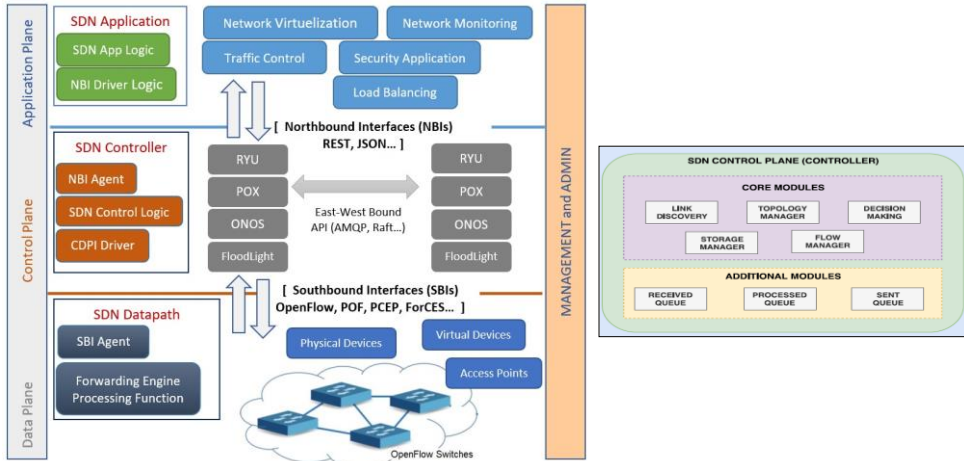 Application Plane
SDN Application
SDN App Logic
NBI Driver Logic
Network Virtuelization
Network Monitoring
Traffic Control
Security Application
Load Balancing
[ Northbound Interfaces (NBIs)
REST, JSON... ]
Control Plane
SDN Controller
NBI Agent
SDN Control Logic
CDPI Driver
RYU
POX
ONOS
FloodLight
East-West Bound
API (AMQP, Raft...)
RYU
POX
ONOS
FloodLight
[ Southbound Interfaces (SBIs)
OpenFlow, POF, PCEP, ForCES... ]
Data Plane
SDN Datapath
SBI Agent
Forwarding Engine
Processing Function
Physical Devices
Virtual Devices
Access Points
OpenFlow Switches
MANAGEMENT and ADMIN
SDN CONTROL PLANE (CONTROLLER)
CORE MODULES
LINK
DISCOVERY
TOPOLOGY
MANAGER
DECISION
MAKING
STORAGE
MANAGER
FLOW
MANAGER
ADDITIONAL MODULES
RECEIVED
QUEUE
PROCESSED
QUEUE
SENT
QUEUE